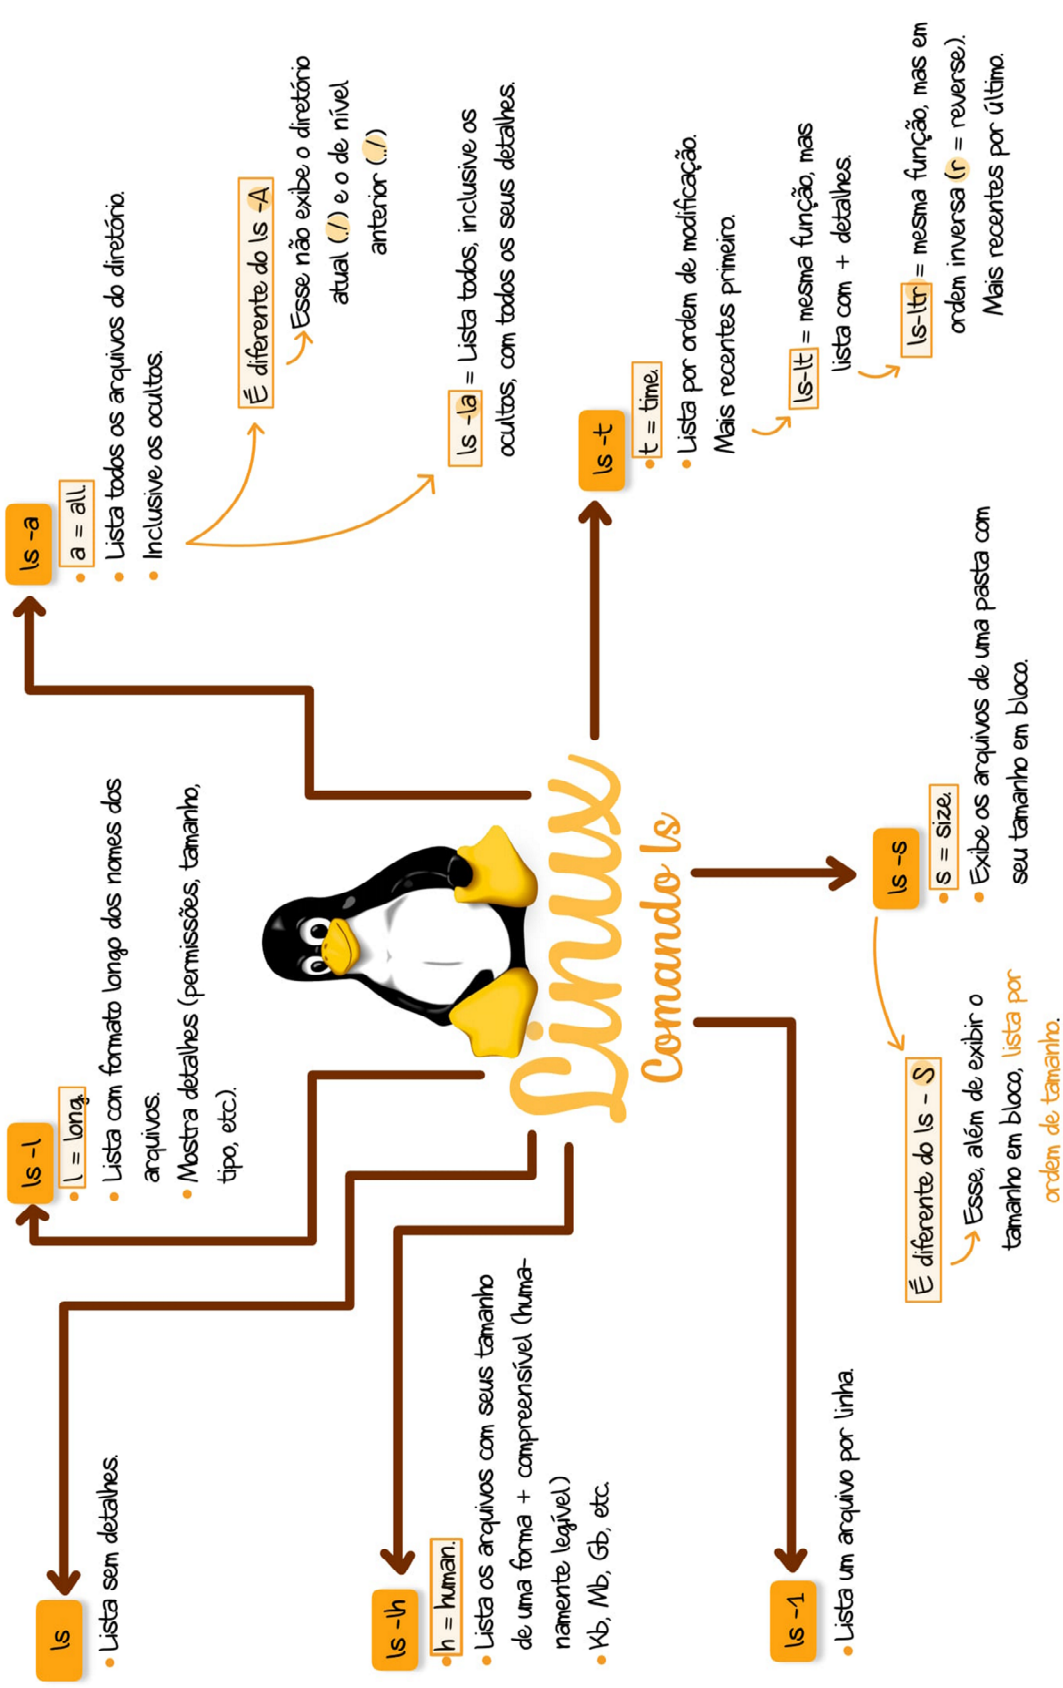 ls
Lista sem detalhes.
ls -l
l = long.
Lista com formato longo dos nomes dos
arquivos.
Mostra detalhes (permissões, tamanho,
tipo, etc).
ls -a
a = all.
Lista todos os arquivos do diretório.
Inclusive os ocultos.
É diferente do ls -A
Esse não exibe o diretório
atual (./) e o de nível
anterior (../)
ls -la = Lista todos, inclusive os
ocultos, com todos os seus detalhes.
ls -lh
h = human.
Lista os arquivos com seus tamanho
de uma forma + compreensível (huma-
namente legível)
Kb, Mb, Gb, etc.
Linux
Comando ls
ls -t
t = time.
Lista por ordem de modificação.
Mais recentes primeiro.
ls-lt = mesma função, mas
lista com + detalhes.
ls-ltr = mesma função, mas em
ordem inversa (r = reverse).
Mais recentes por último.
ls -1
Lista um arquivo por linha.
ls -s
s = size.
Exibe os arquivos de uma pasta com
seu tamanho em bloco.
É diferente do ls - S
Esse, além de exibir o
tamanho em bloco, lista por
ordem de tamanho.